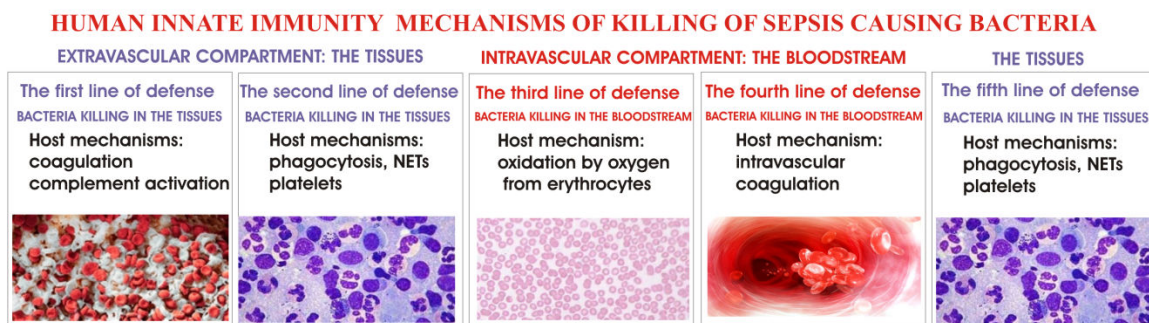 HUMAN INNATE IMMUNITY MECHANISMS OF KILLING OF SEPSIS CAUSING BACTERIA
EXTRAVASCULAR COMPARTMENT: THE TISSUES
INTRAVASCULAR COMPARTMENT: THE BLOODSTREAM
THE TISSUES
The first line of defense
BACTERIA KILLING IN THE TISSUES
Host mechanisms:
coagulation
complement activation
The second line of defense
BACTERIA KILLING IN THE TISSUES
Host mechanisms:
phagocytosis, NETs
platelets
The third line of defense
BACTERIA KILLING IN THE BLOODSTREAM
Host mechanism:
oxidation by oxygen
from erythrocytes
The fourth line of defense
BACTERIA KILLING IN THE BLOODSTREAM
Host mechanism:
intravascular
coagulation
The fifth line of defense
BACTERIA KILLING IN THE TISSUES
Host mechanisms:
phagocytosis, NETs
platelets